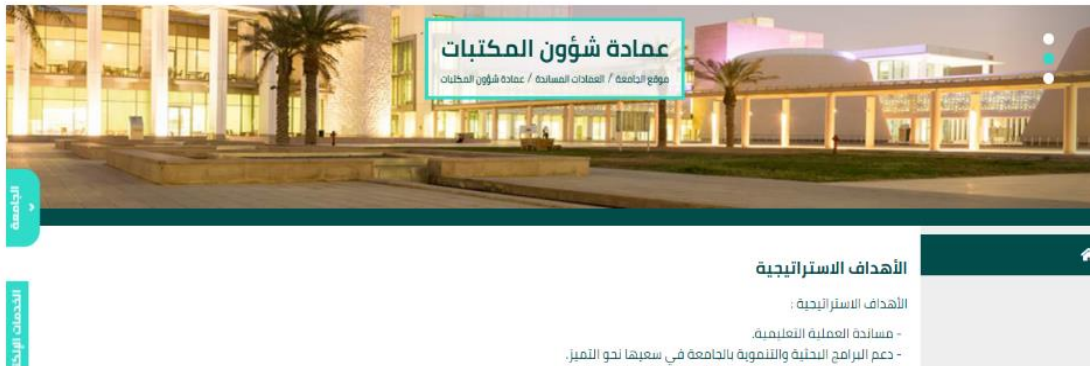 عمادة شؤون المكتبات
موقع الجامعة / العمادات المساندة / عمادة شؤون المكتبات
الجامعة
الأهداف الاستراتيجية
الأهداف الاستراتيجية :
- مساندة العملية التعليمية.
- دعم البرامج البحثية والتنموية بالجامعة في سعيها نحو التميز.
الخدمات